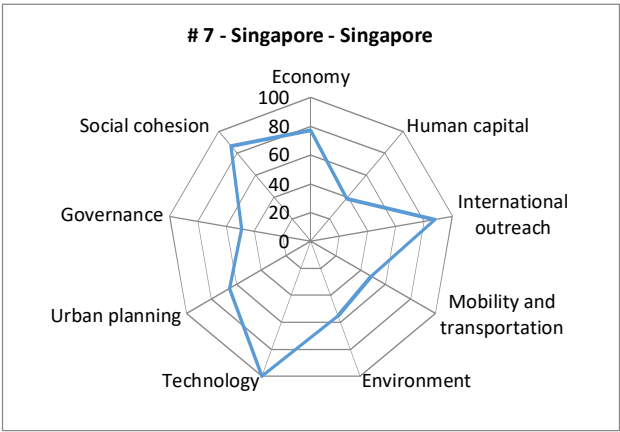 # 7 - Singapore - Singapore
Economy
100
80
60
40
20
0
Human capital
International
outreach
Mobility and
transportation
Environment
Technology
Urban planning
Governance
Social cohesion